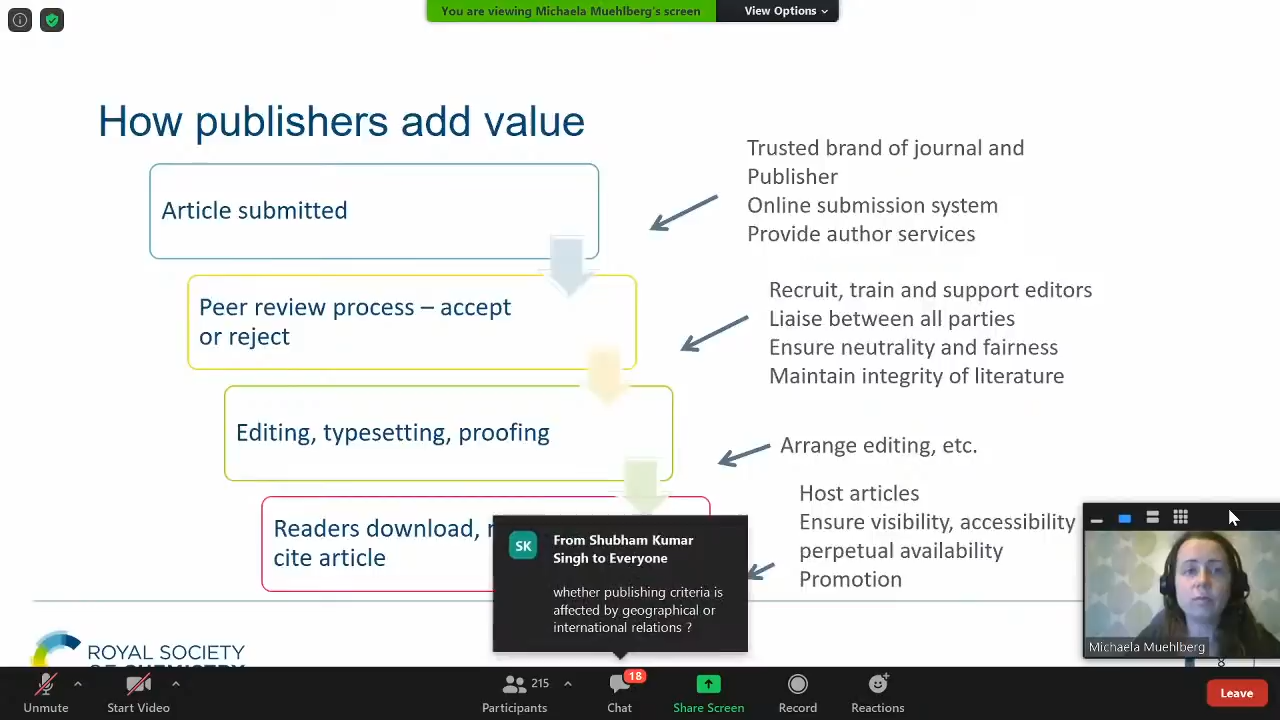 You are viewing Michaela Muehlberg's screen
View Options
How publishers add value
Article submitted
Trusted brand of journal and
Publisher
Online submission system
Provide author services
Peer review process – accept
or reject
Recruit, train and support editors
Liaise between all parties
Ensure neutrality and fairness
Maintain integrity of literature
Editing, typesetting, proofing
Arrange editing, etc.
Readers download,
cite article
Host articles
Ensure visibility, accessibility
perpetual availability
Promotion
SK
From Shubham Kumar
Singh to Everyone
whether publishing criteria is
affected by geographical or
international relations ?
Michaela Muehlberg
ROYAL SOCIETY
OF CHEMISTRY
8
Unmute
Start Video
215
Participants
18
Chat
Share Screen
Record
Reactions
Leave